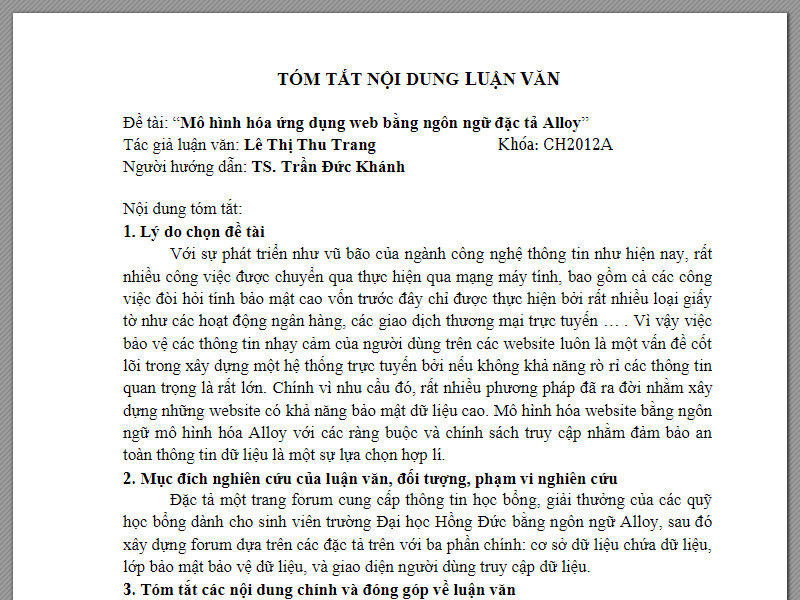 TÓM TẮT NỘI DUNG LUẬN VĂN
Đề tài: “Mô hình hóa ứng dụng web bằng ngôn ngữ đặc tả Alloy”
Tác giả luận văn: Lê Thị Thu Trang Khóa: CH2012A
Người hướng dẫn: TS. Trần Đức Khánh
Nội dung tóm tắt:
1. Lý do chọn đề tài
Với sự phát triển như vũ bão của ngành công nghệ thông tin như hiện nay, rất
nhiều công việc được chuyển qua thực hiện qua mạng máy tính, bao gồm cả các công
việc đòi hỏi tính bảo mật cao vốn trước đây chỉ được thực hiện bởi rất nhiều loại giấy
tờ như các hoạt động ngân hàng, các giao dịch thương mại trực tuyến … . Vì vậy việc
bảo vệ các thông tin nhạy cảm của người dùng trên các website luôn là một vấn đề cốt
lõi trong xây dựng một hệ thống trực tuyến bởi nếu không khả năng rò rỉ các thông tin
quan trọng là rất lớn. Chính vì nhu cầu đó, rất nhiều phương pháp đã ra đời nhằm xây
dựng những website có khả năng bảo mật dữ liệu cao. Mô hình hóa website bằng ngôn
ngữ mô hình hóa Alloy với các ràng buộc và chính sách truy cập nhằm đảm bảo an
toàn thông tin dữ liệu là một sự lựa chọn hợp lí.
2. Mục đích nghiên cứu của luận văn, đối tượng, phạm vi nghiên cứu
Đặc tả một trang forum cung cấp thông tin học bổng, giải thưởng của các quỹ
học bổng dành cho sinh viên trường Đại học Hồng Đức bằng ngôn ngữ Alloy, sau đó
xây dựng forum dựa trên các đặc tả trên với ba phần chính: cơ sở dữ liệu chứa dữ liệu,
lớp bảo mật bảo vệ dữ liệu, và giao diện người dùng truy cập dữ liệu.
3. Tóm tắt các nội dung chính và đóng góp về luận văn